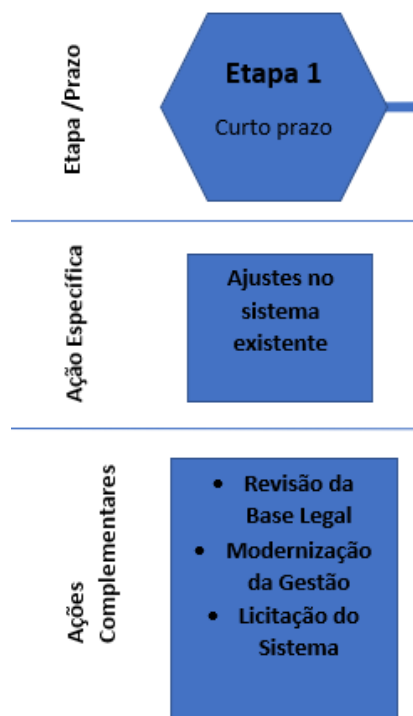 Etapa /Prazo
Etapa 1
Curto prazo
Ação Específica
Ajustes no
sistema
existente
Ações
Complementares
• Revisão da
Base Legal
• Modernização
da Gestão
• Licitação do
Sistema